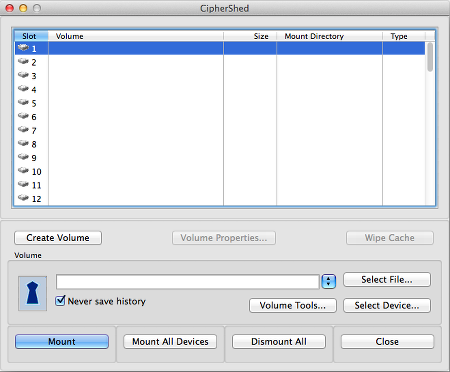 CipherShed
Slot Volume Size Mount Directory Type
1
2
3
4
5
6
7
8
9
10
11
12
Create Volume Volume Properties... Wipe Cache
Volume
Select File...
Never save history
Volume Tools... Select Device...
Mount Mount All Devices Dismount All Close